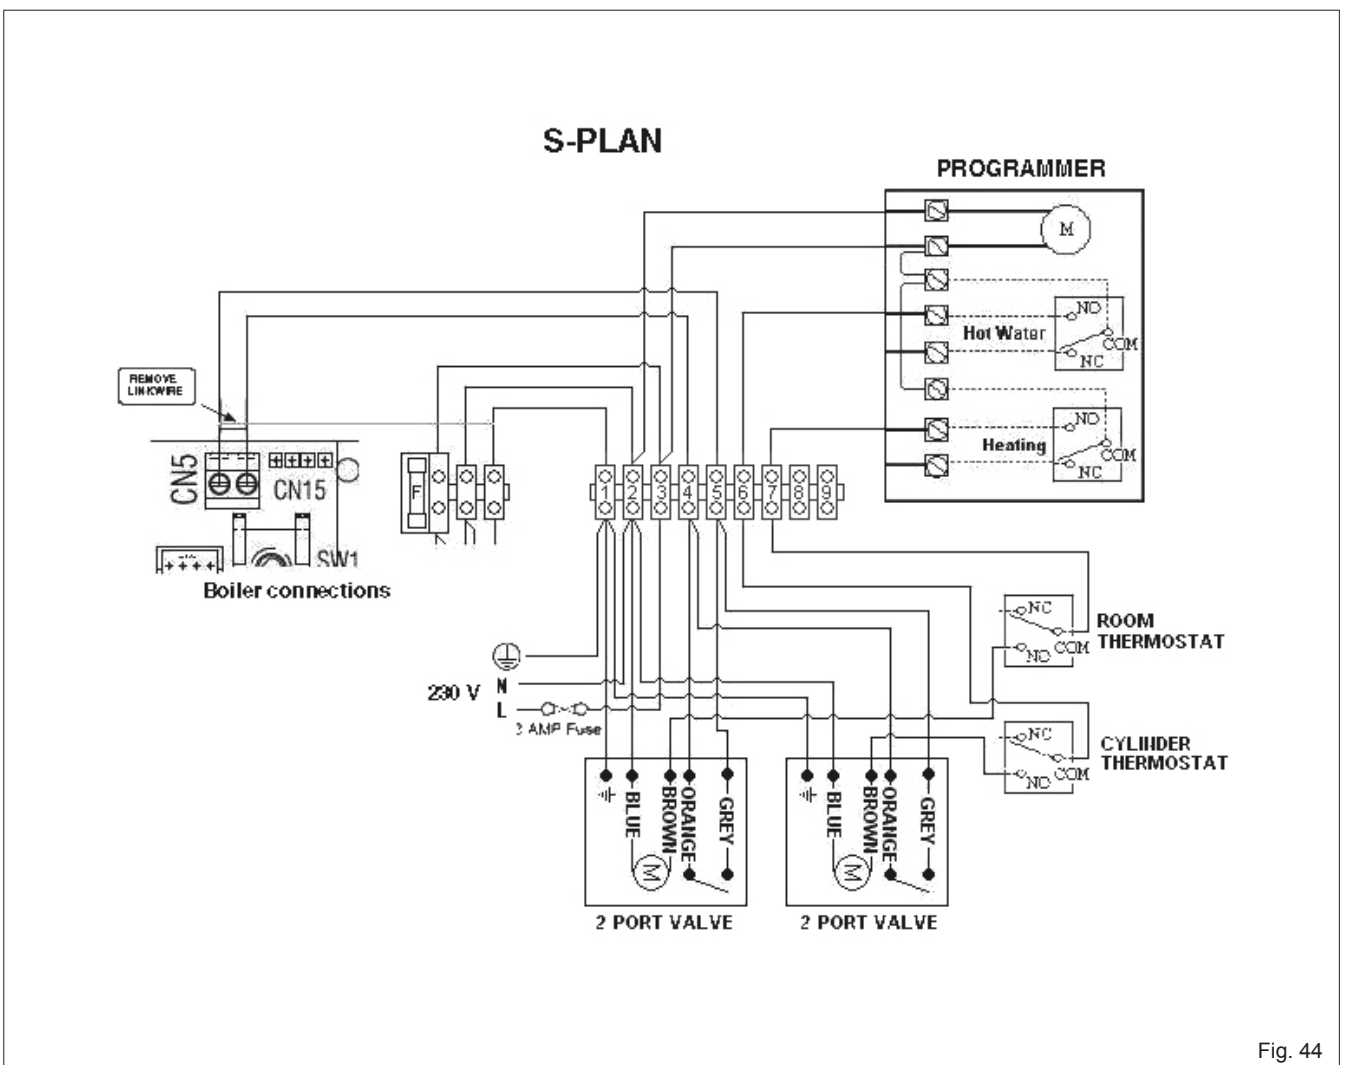 S-PLAN
PROGRAMMER
M
NO
Hot Water
COM
NC
REMOVE
LINKWIRE
NO
Heating
COM
NC
CN5
CN15
F
1 2 3 4 5 6 7 8 9
SW1
Boiler connections
NC
ROOM
THERMOSTAT
NO COM
230 V
N
L
AMP Fuse
NC
CYLINDER
THERMOSTAT
NO COM
BLUE
BROWN
ORANGE
GREY
M
BLUE
BROWN
ORANGE
GREY
M
2 PORT VALVE
2 PORT VALVE
Fig. 44